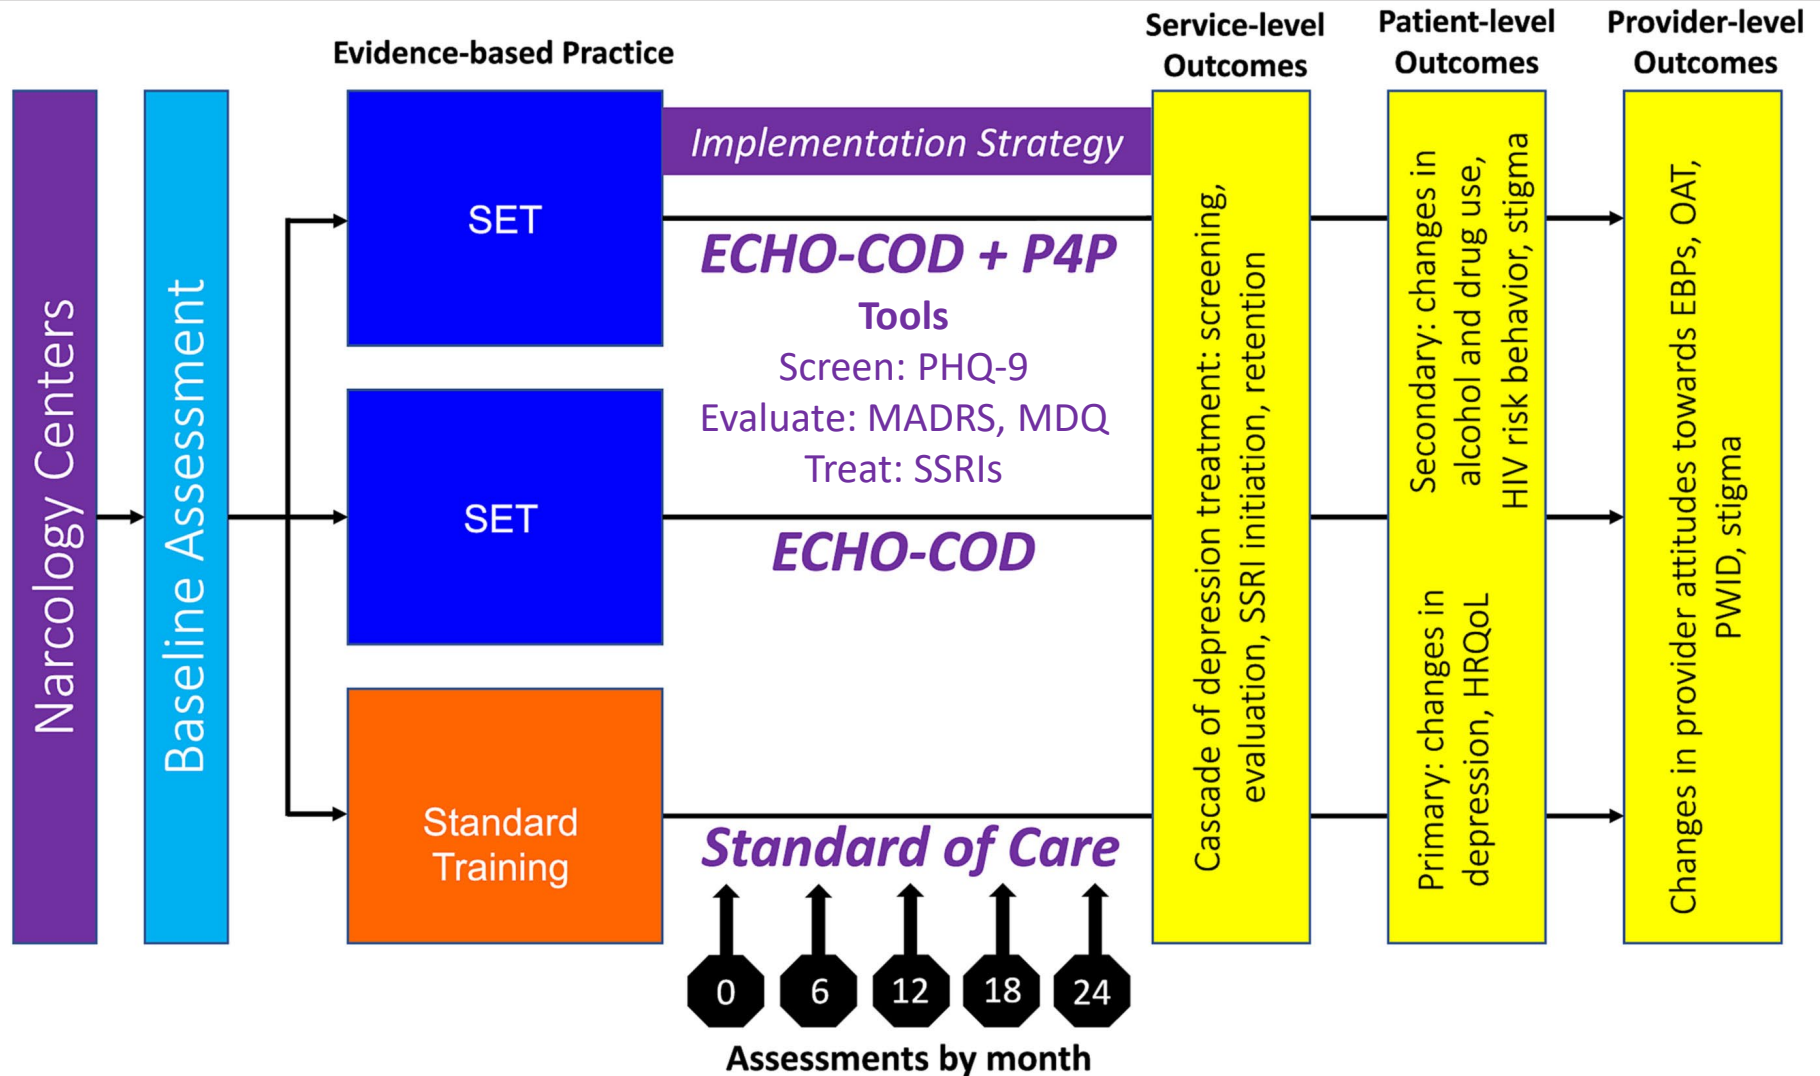 Evidence-based Practice
Service-level
Outcomes
Patient-level
Outcomes
Provider-level
Outcomes
Narcology Centers
Baseline Assessment
SET
Implementation Strategy
ECHO-COD + P4P
Tools
Screen: PHQ-9
Evaluate: MADRS, MDQ
Treat: SSRIs
SET
ECHO-COD
Standard
Training
Standard of Care
0
6
12
18
24
Assessments by month
Cascade of depression treatment: screening,
evaluation, SSRI initiation, retention
Secondary: changes in
alcohol and drug use,
HIV risk behavior, stigma
Primary: changes in
depression, HRQoL
Changes in provider attitudes towards EBPs, OAT,
PWID, stigma